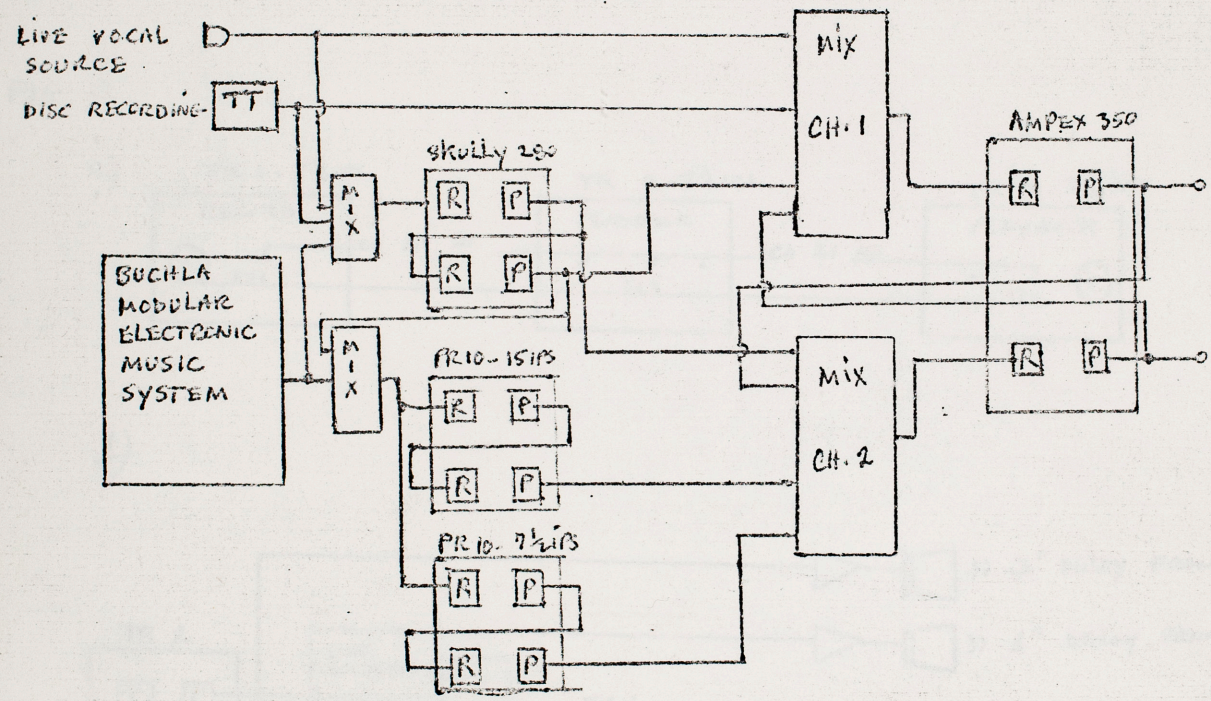 LIVE VOCAL
SOURCE
DISC RECORDING-
TT
MIX
CH. 1
AMPEX 350
R
P
R
P
SKULLY 280
R
P
R
P
MIX
BUCHLA
MODULAR
ELECTRONIC
MUSIC
SYSTEM
MIX
PR10-15iPS
R
P
R
P
MIX
CH. 2
PR10-7½iPS
R
P
R
P